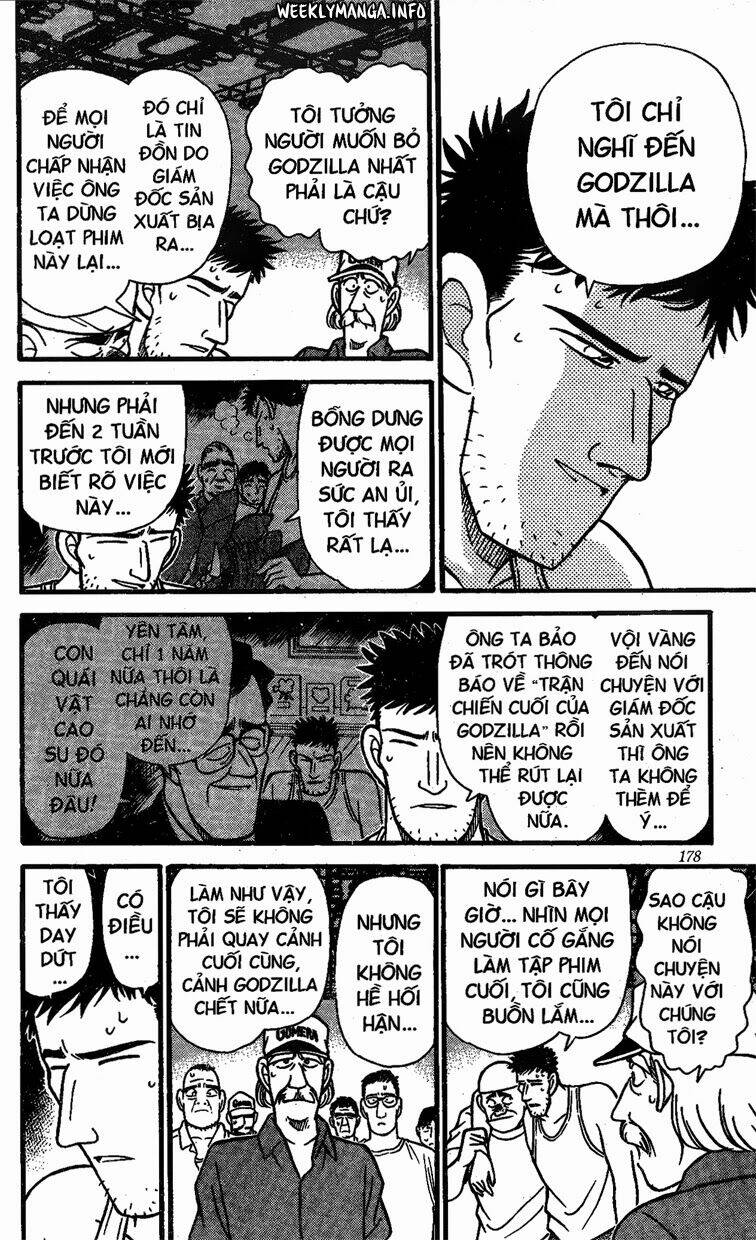 WEEKLYMANGA.INFO
TÔI CHỈ
NGHĨ ĐẾN
GODZILLA
MÀ THÔI...
TÔI TƯỞNG
NGƯỜI MUỐN BỎ
GODZILLA NHẤT
PHẢI LÀ CẬU
CHỨ?
ĐÓ CHỈ
LÀ TIN
ĐỒN DO
GIÁM
ĐỐC SẢN
XUẤT BỊA
RA...
ĐỂ MỌI
NGƯỜI
CHẤP NHẬN
VIỆC ÔNG
TA DỪNG
LOẠT PHIM
NÀY LẠI...
BỖNG DƯNG
ĐƯỢC MỌI
NGƯỜI RA
SỨC AN ỦI,
TÔI THẤY
RẤT LẠ...
NHƯNG PHẢI
ĐẾN 2 TUẦN
TRƯỚC TÔI MỚI
BIẾT RÕ VIỆC
NÀY...
VỘI VÀNG
ĐẾN NÓI
CHUYỆN VỚI
GIÁM ĐỐC
SẢN XUẤT
THÌ ÔNG
TA KHÔNG
THÈM ĐỂ
Ý...
ÔNG TA BẢO
ĐÃ TRÓT THÔNG
BÁO VỀ "TRẬN
CHIẾN CUỐI CỦA
GODZILLA" RỒI
NÊN KHÔNG
THỂ RÚT LẠI
ĐƯỢC
NỮA.
YÊN TÂM,
CHỈ 1 NĂM
NỮA THÔI LÀ
CHẲNG CÒN
AI NHỚ
ĐẾN...
CON
QUÁI
VẬT
CAO
SU ĐÓ
NỮA
ĐÂU!
178
SAO CẬU
KHÔNG
NÓI
CHUYỆN
NÀY VỚI
CHÚNG
TÔI?
NÓI GÌ BÂY
GIỜ... NHÌN MỌI
NGƯỜI CỐ GẮNG
LÀM TẬP PHIM
CUỐI, TÔI CŨNG
BUỒN LẮM...
NHƯNG
TÔI
KHÔNG
HỀ HỐI
HẬN...
LÀM NHƯ VẬY,
TÔI SẼ KHÔNG
PHẢI QUAY CẢNH
CUỐI CÙNG,
CẢNH GODZILLA
CHẾT NỮA...
GOMERA
CÓ
ĐIỀU
...
TÔI
THẤY
DAY
DỨT...